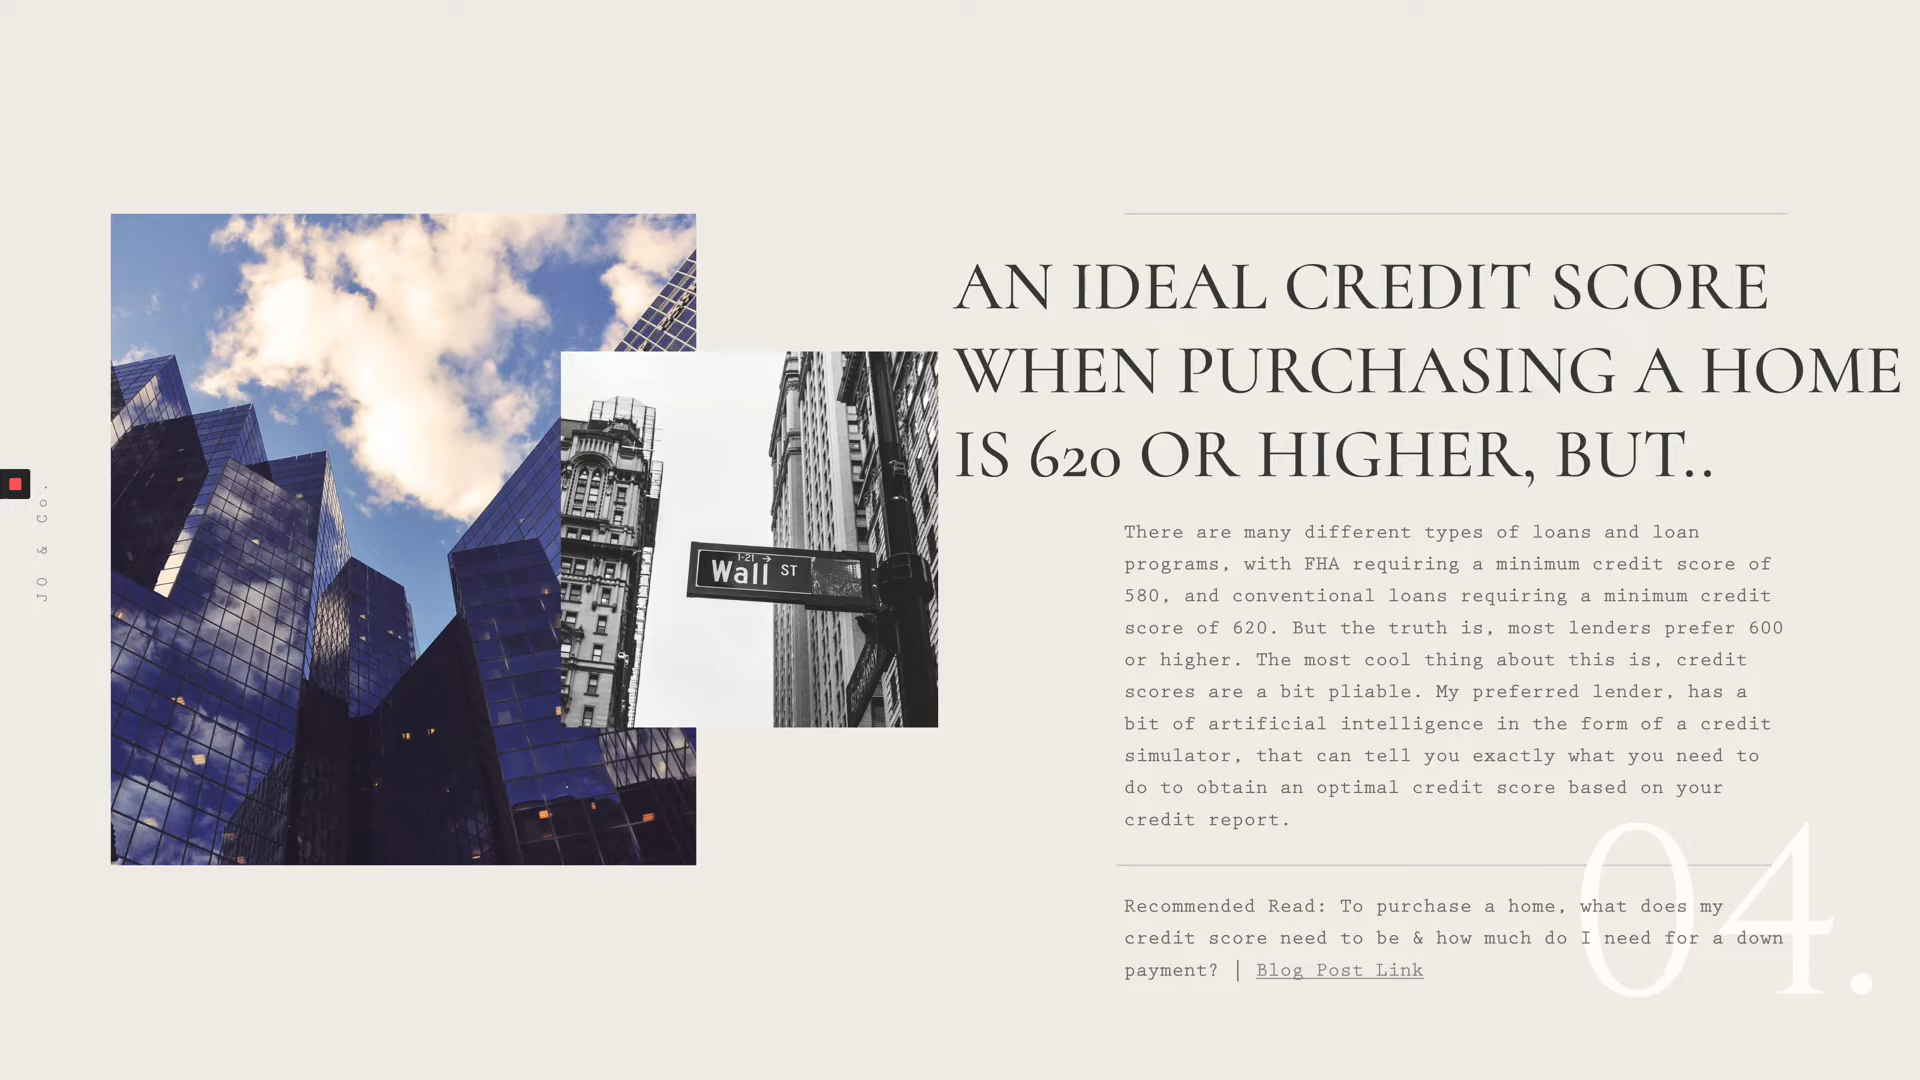 JO & Co.
1-21 →
Wall ST
AN IDEAL CREDIT SCORE
WHEN PURCHASING A HOME
IS 620 OR HIGHER, BUT..
There are many different types of loans and loan
programs, with FHA requiring a minimum credit score of
580, and conventional loans requiring a minimum credit
score of 620. But the truth is, most lenders prefer 600
or higher. The most cool thing about this is, credit
scores are a bit pliable. My preferred lender, has a
bit of artificial intelligence in the form of a credit
simulator, that can tell you exactly what you need to
do to obtain an optimal credit score based on your
credit report.
Recommended Read: To purchase a home, what does my
credit score need to be & how much do I need for a down
payment? | Blog Post Link
04.